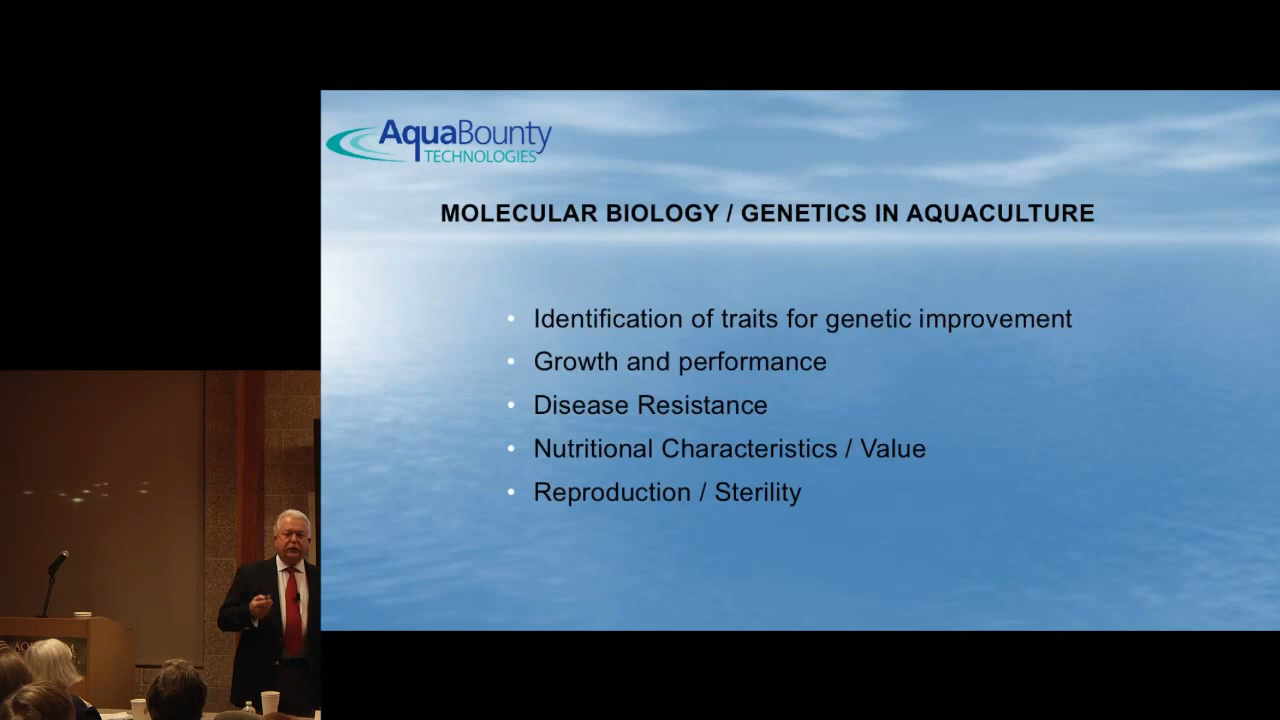 AquaBounty
TECHNOLOGIES
MOLECULAR BIOLOGY / GENETICS IN AQUACULTURE
• Identification of traits for genetic improvement
• Growth and performance
• Disease Resistance
• Nutritional Characteristics / Value
• Reproduction / Sterility